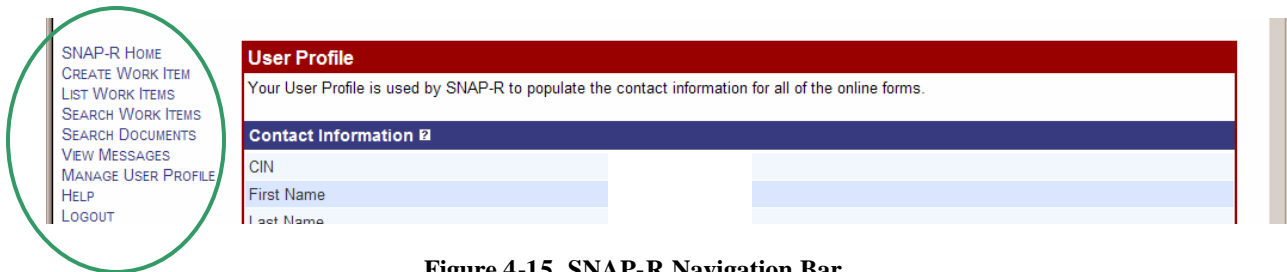 SNAP-R HOME
CREATE WORK ITEM
LIST WORK ITEMS
SEARCH WORK ITEMS
SEARCH DOCUMENTS
VIEW MESSAGES
MANAGE USER PROFILE
HELP
LOGOUT
User Profile
Your User Profile is used by SNAP-R to populate the contact information for all of the online forms.
Contact Information ?
CIN
First Name
Last Name
Figure 4-15 SNAP-R Navigation Bar